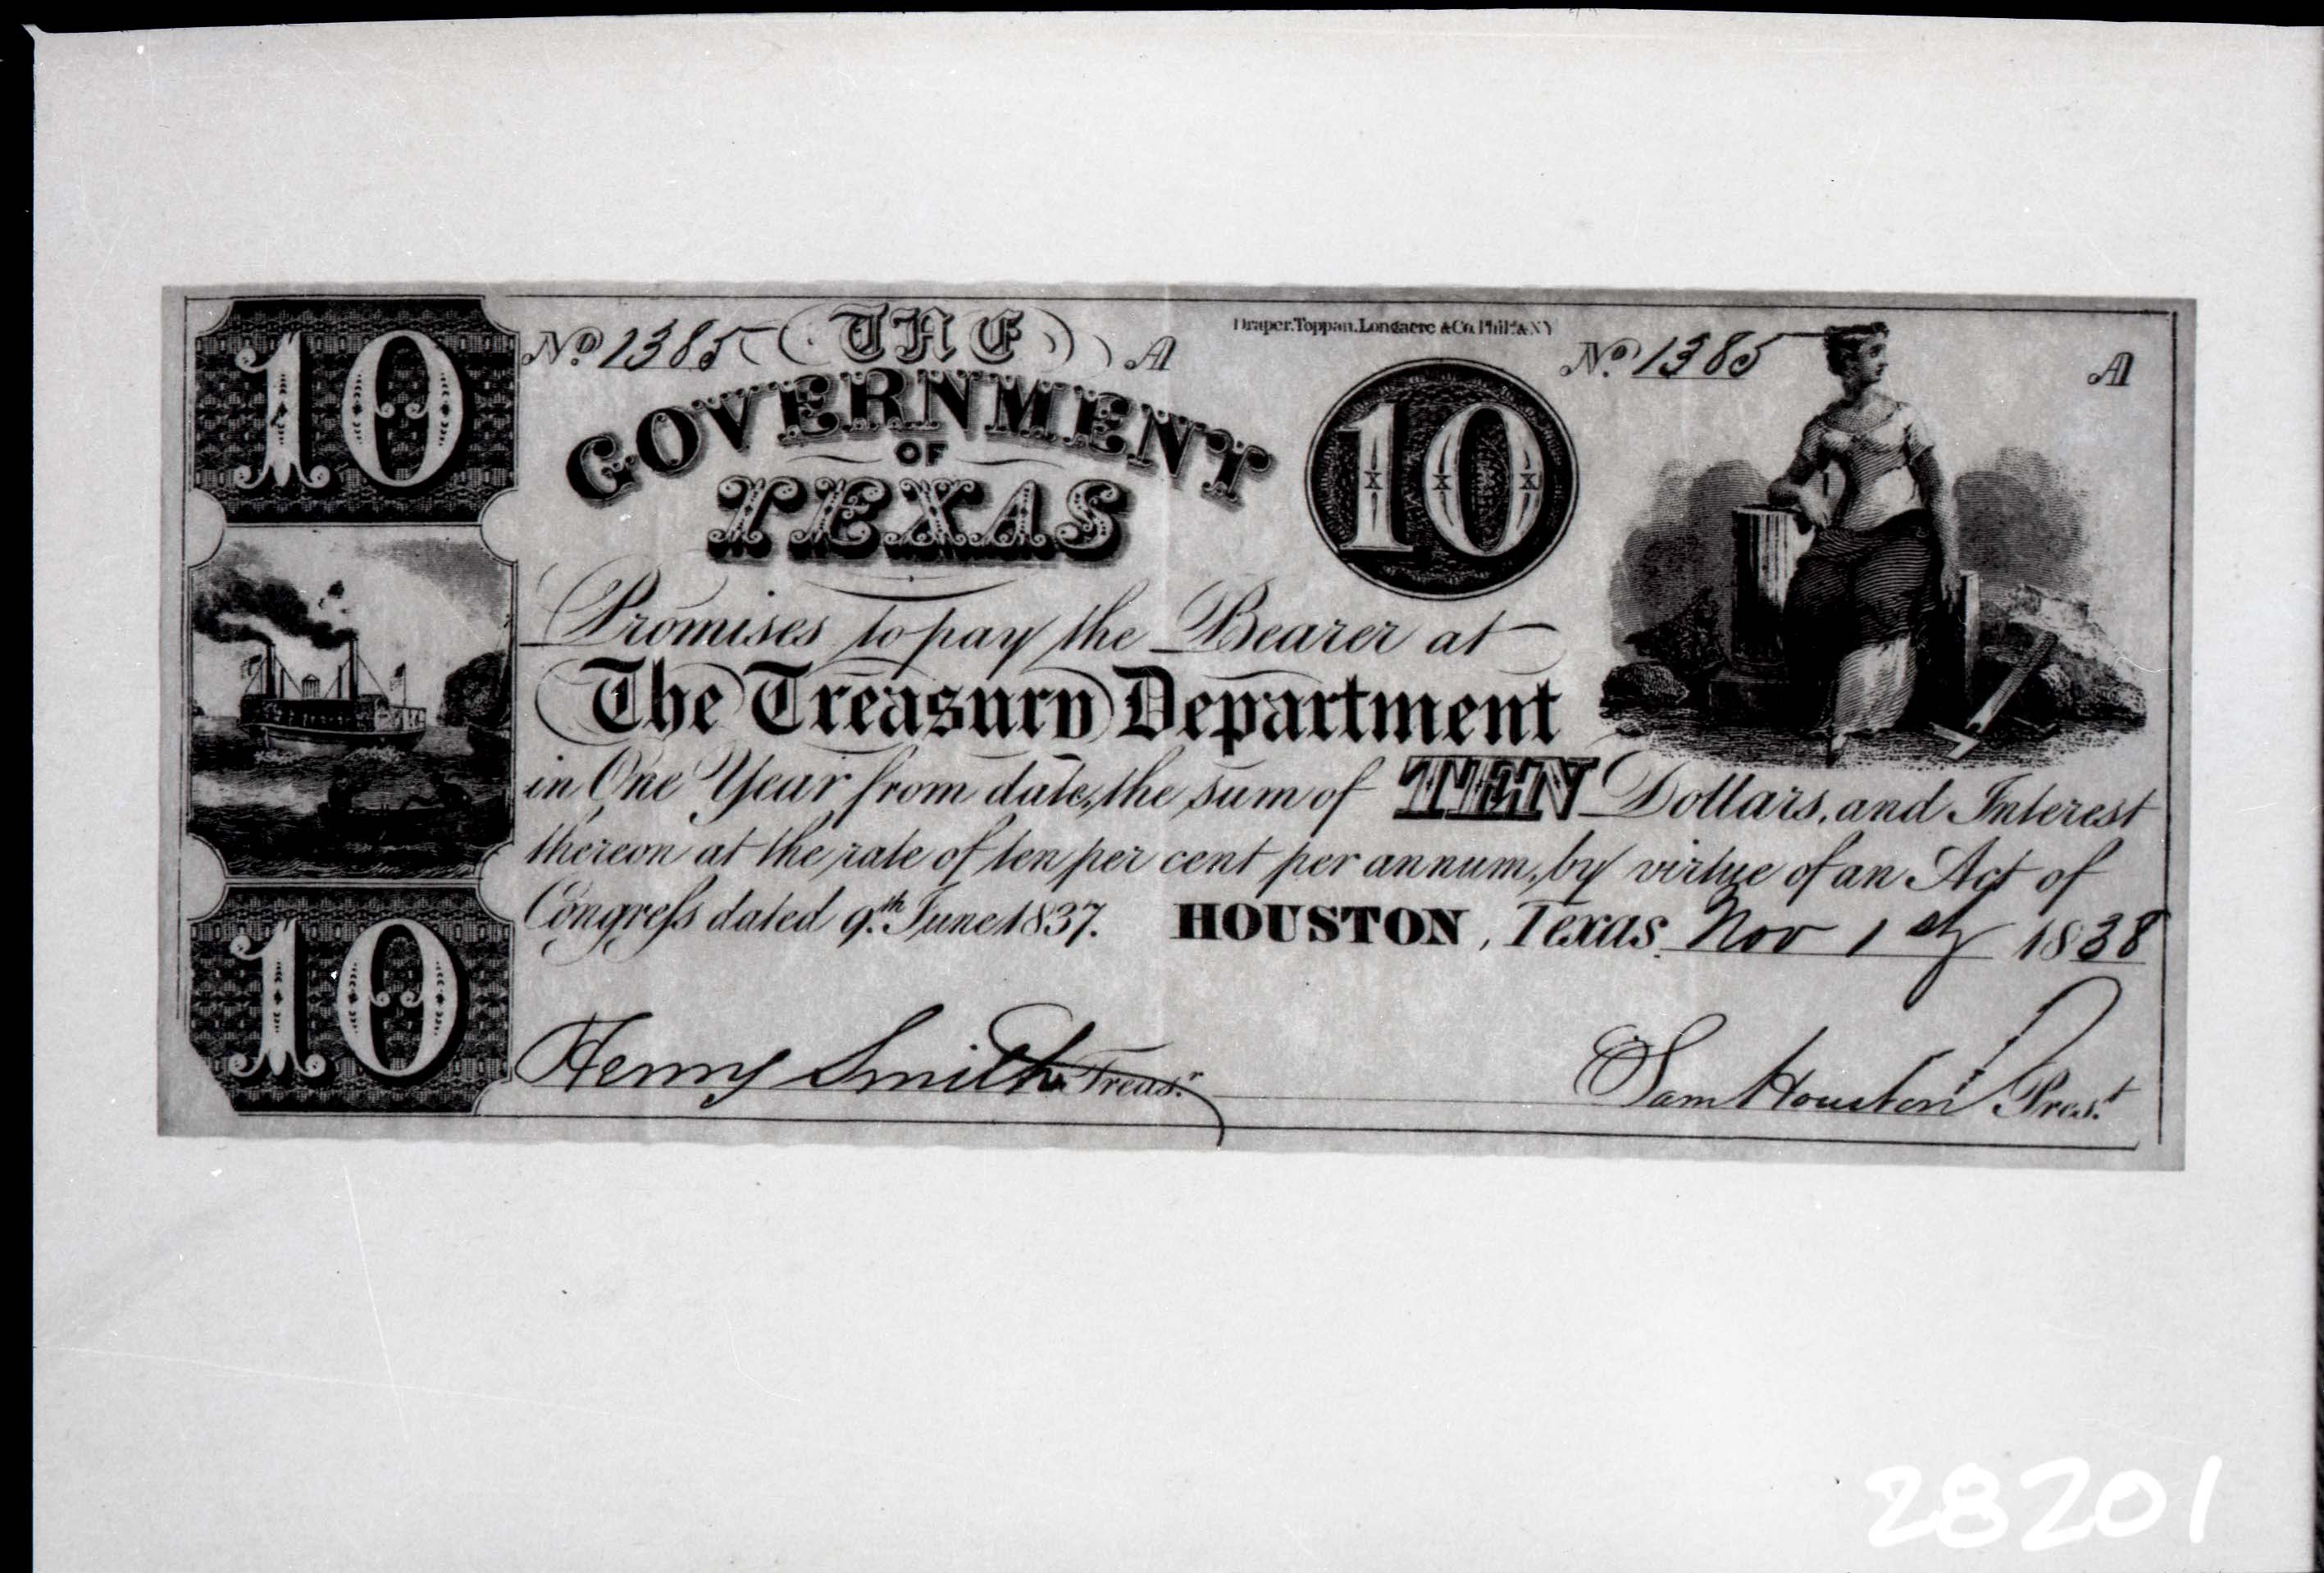 10
No 1385 THE A
Draper, Toppan, Longacre & Co. Phila & NY
No. 1385 A
GOVERNMENT
OF
TEXAS
10
Promises to pay the Bearer at
The Treasury Department
in One Year from date, the sum of TEN Dollars, and Interest
thereon at the rate of ten per cent per annum, by virtue of an Act of
Congress dated 9.th June 1837. HOUSTON, Texas. Nov 1st 1838
10
Henry Smith Treasr. Sam Houston Prest.
28201